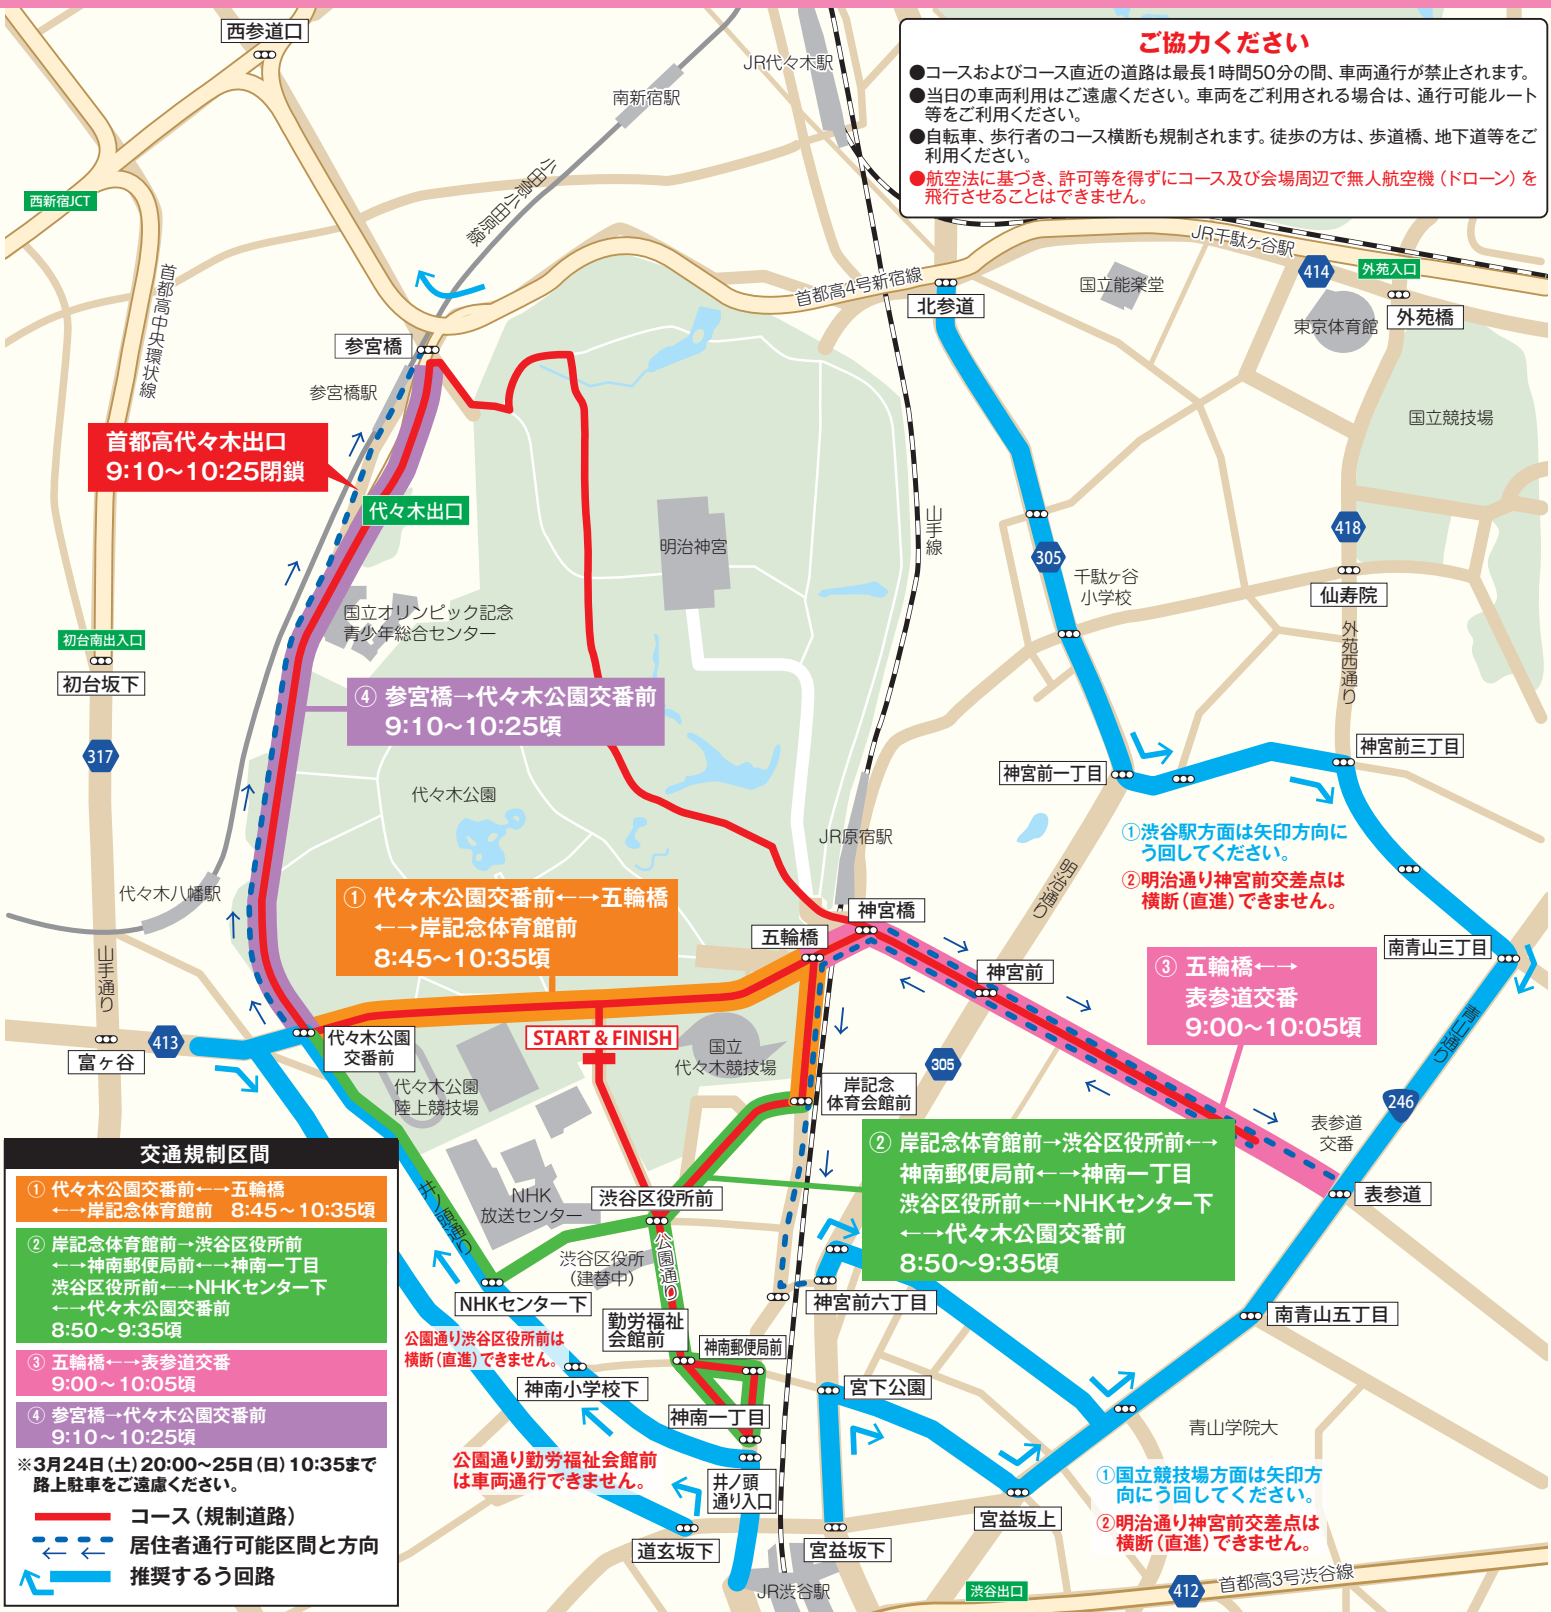 西参道口
JR代々木駅
南新宿駅
ご協力ください
●コースおよびコース直近の道路は最長1時間50分の間、車両通行が禁止されます。
●当日の車両利用はご遠慮ください。車両をご利用される場合は、通行可能ルート
等をご利用ください。
●自転車、歩行者のコース横断も規制されます。徒歩の方は、歩道橋、地下道等をご
利用ください。
●航空法に基づき、許可等を得ずにコース及び会場周辺で無人航空機（ドローン）を
飛行させることはできません。
西新宿JCT
小田急小田原線
首都高中央環状線
JR千駄ヶ谷駅
414
外苑入口
首都高4号新宿線
国立能楽堂
北参道
外苑橋
東京体育館
参宮橋
参宮橋駅
国立競技場
首都高代々木出口
9:10〜10:25閉鎖
代々木出口
山手線
明治神宮
418
305
千駄ヶ谷
小学校
仙寿院
国立オリンピック記念
青少年総合センター
初台南出入口
初台坂下
外苑西通り
④ 参宮橋→代々木公園交番前
9:10〜10:25頃
317
神宮前三丁目
神宮前一丁目
代々木公園
JR原宿駅
①渋谷駅方面は矢印方向に
う回してください。
②明治通り神宮前交差点は
横断（直進）できません。
明治通り
代々木八幡駅
① 代々木公園交番前←→五輪橋
←→岸記念体育館前
8:45〜10:35頃
神宮橋
五輪橋
南青山三丁目
山手通り
神宮前
③ 五輪橋←→
表参道交番
9:00〜10:05頃
青山通り
413
富ヶ谷
代々木公園
交番前
START & FINISH
国立
代々木競技場
305
代々木公園
陸上競技場
岸記念
体育会館前
246
表参道
交番
② 岸記念体育館前→渋谷区役所前←→
神南郵便局前←→神南一丁目
渋谷区役所前←→NHKセンター下
←→代々木公園交番前
8:50〜9:35頃
交通規制区間
① 代々木公園交番前←→五輪橋
←→岸記念体育館前　8:45〜10:35頃
② 岸記念体育館前→渋谷区役所前
←→神南郵便局前←→神南一丁目
渋谷区役所前←→NHKセンター下
←→代々木公園交番前
8:50〜9:35頃
③ 五輪橋←→表参道交番
9:00〜10:05頃
④ 参宮橋→代々木公園交番前
9:10〜10:25頃
※3月24日（土）20:00〜25日（日）10:35まで
路上駐車をご遠慮ください。
コース（規制道路）
居住者通行可能区間と方向
推奨するう回路
井ノ頭通り
NHK
放送センター
渋谷区役所前
表参道
公園通り
渋谷区役所
（建替中）
NHKセンター下
神宮前六丁目
南青山五丁目
勤労福祉
会館前
公園通り渋谷区役所前は
横断（直進）できません。
神南郵便局前
神南小学校下
宮下公園
神南一丁目
青山学院大
公園通り勤労福祉会館前
は車両通行できません。
井ノ頭
通り入口
①国立競技場方面は矢印方
向にう回してください。
②明治通り神宮前交差点は
横断（直進）できません。
宮益坂上
道玄坂下
宮益坂下
JR渋谷駅
渋谷出口
412
首都高3号渋谷線